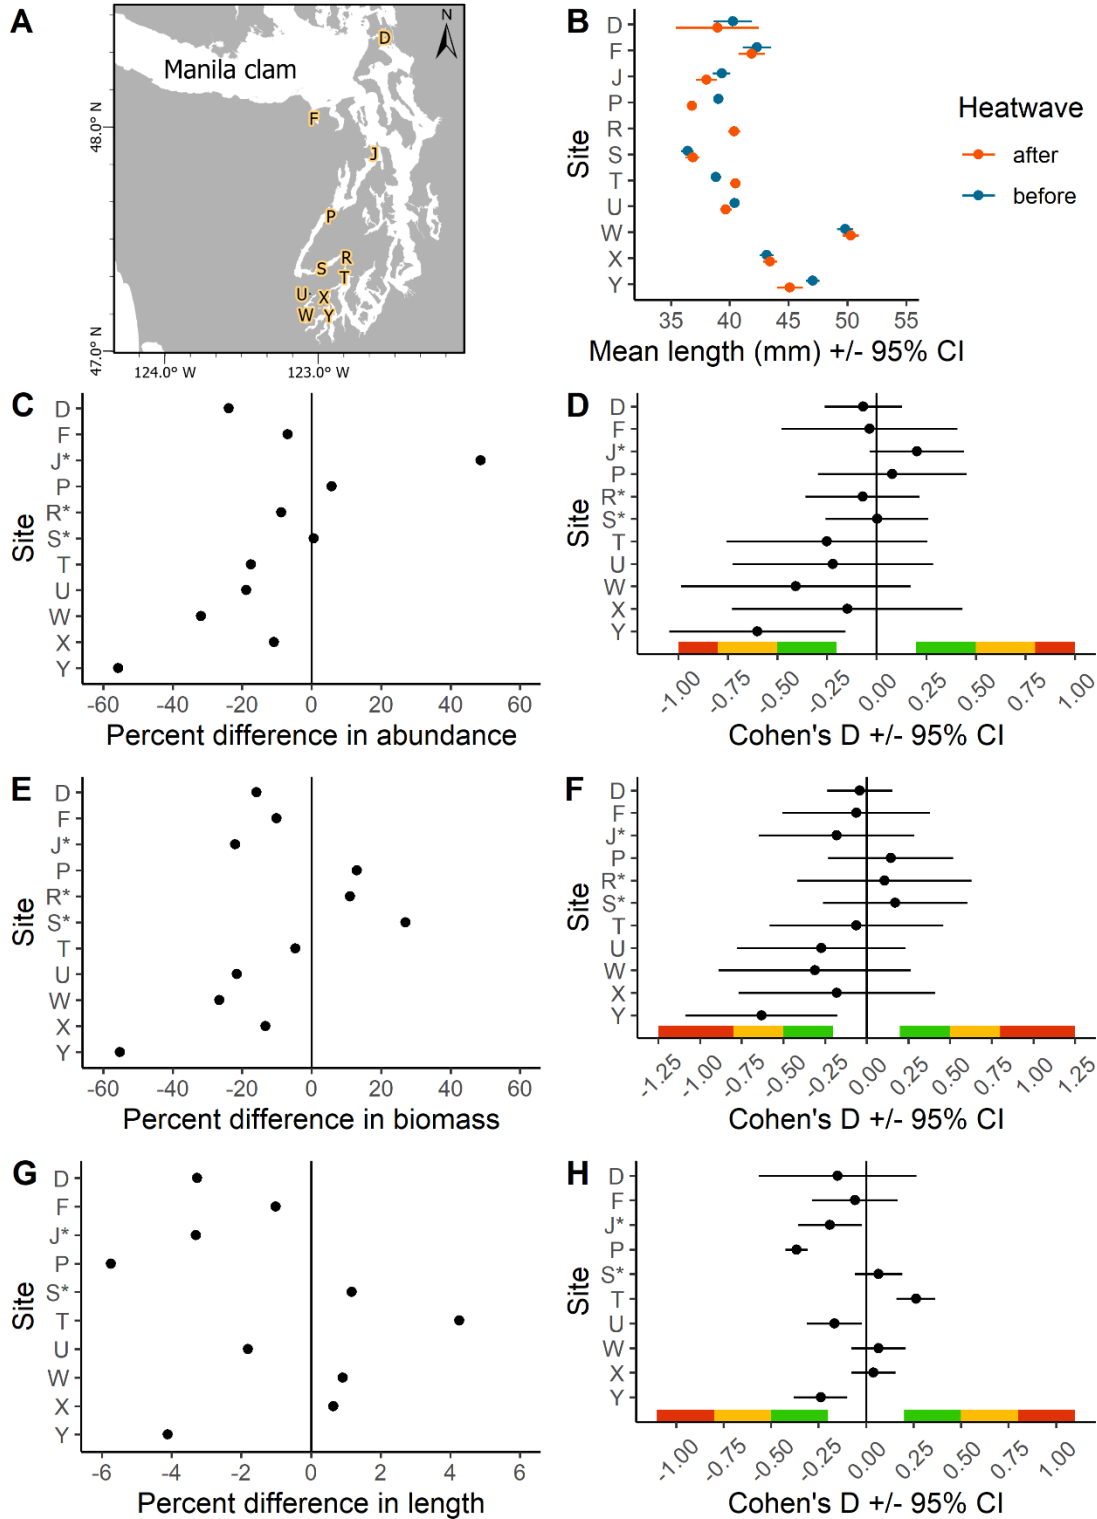 A
N
Manila clam
D
F
J
P
R
S
T
U
X
W
Y
48.0° N
47.0° N
124.0° W
123.0° W
B
Site
D
F
J
P
R
S
T
U
W
X
Y
35
40
45
50
55
Mean length (mm) +/- 95% CI
Heatwave
after
before
C
Site
D
F
J*
P
R*
S*
T
U
W
X
Y
-60
-40
-20
0
20
40
60
Percent difference in abundance
D
Site
D
F
J*
P
R*
S*
T
U
W
X
Y
-1.00
-0.75
-0.50
-0.25
0.00
0.25
0.50
0.75
1.00
Cohen's D +/- 95% CI
E
Site
D
F
J*
P
R*
S*
T
U
W
X
Y
-60
-40
-20
0
20
40
60
Percent difference in biomass
F
Site
D
F
J*
P
R*
S*
T
U
W
X
Y
-1.25
-1.00
-0.75
-0.50
-0.25
0.00
0.25
0.50
0.75
1.00
1.25
Cohen's D +/- 95% CI
G
Site
D
F
J*
P
S*
T
U
W
X
Y
-6
-4
-2
0
2
4
6
Percent difference in length
H
Site
D
F
J*
P
S*
T
U
W
X
Y
-1.00
-0.75
-0.50
-0.25
0.00
0.25
0.50
0.75
1.00
Cohen's D +/- 95% CI